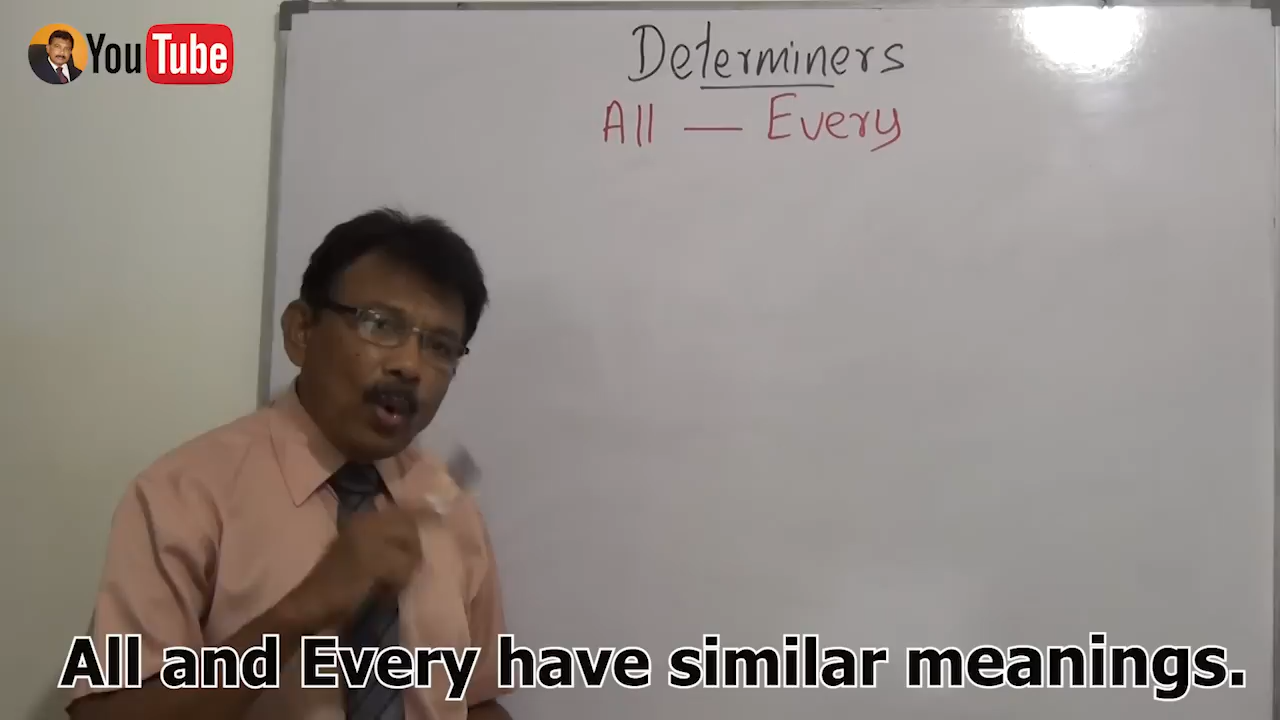 YouTube
Determiners
All — Every
All and Every have similar meanings.